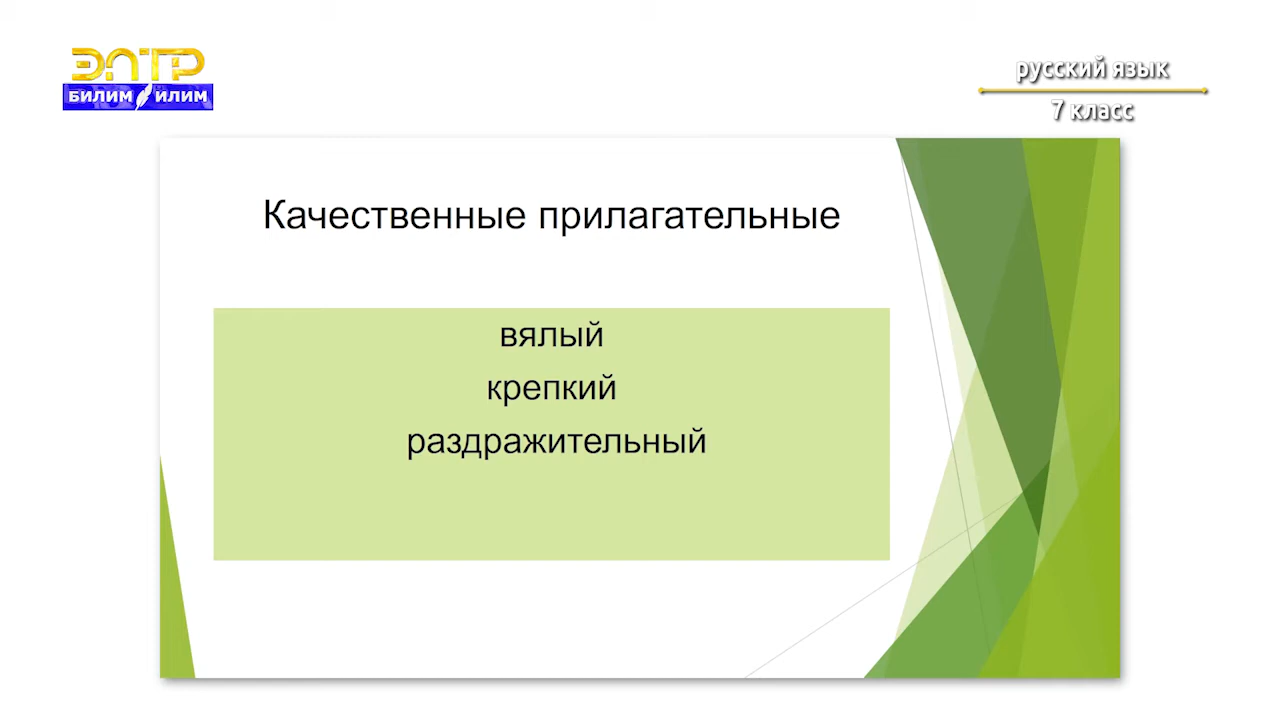 ЭЛТР
БИЛИМ ИЛИМ
русский язык
7 класс
Качественные прилагательные
вялый
крепкий
раздражительный